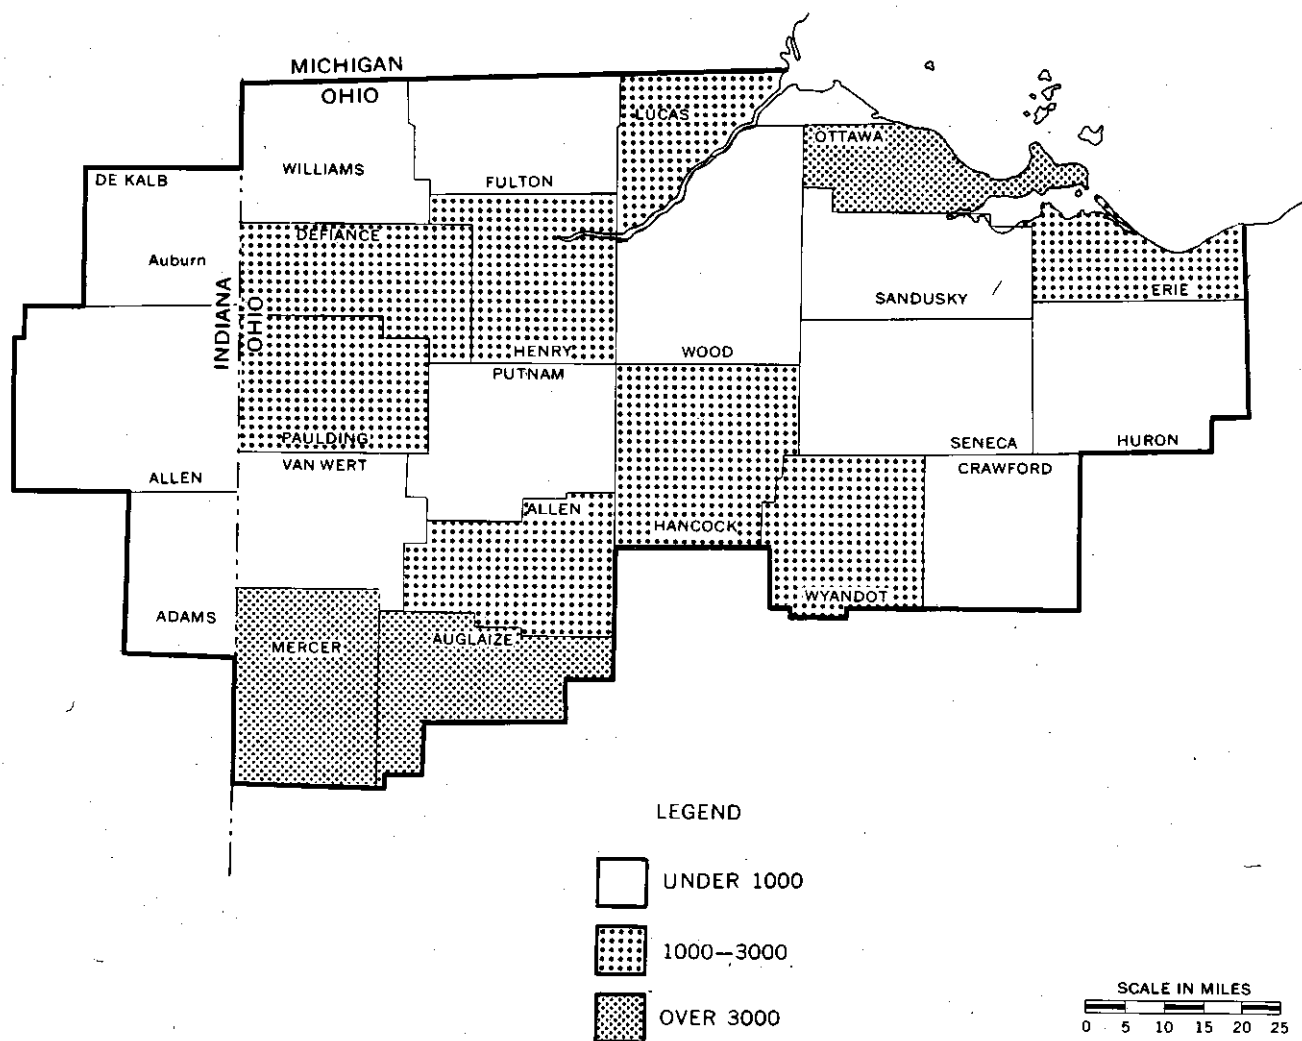 MICHIGAN
OHIO
LUCAS
OTTAWA
WILLIAMS
DE KALB
FULTON
DEFIANCE
Auburn
INDIANA
OHIO
SANDUSKY
ERIE
HENRY
WOOD
PUTNAM
PAULDING
SENECA
HURON
VAN WERT
CRAWFORD
ALLEN
ALLEN
HANCOCK
WYANDOT
ADAMS
MERCER
AUGLAIZE
LEGEND
UNDER 1000
1000—3000
OVER 3000
SCALE IN MILES
0 5 10 15 20 25